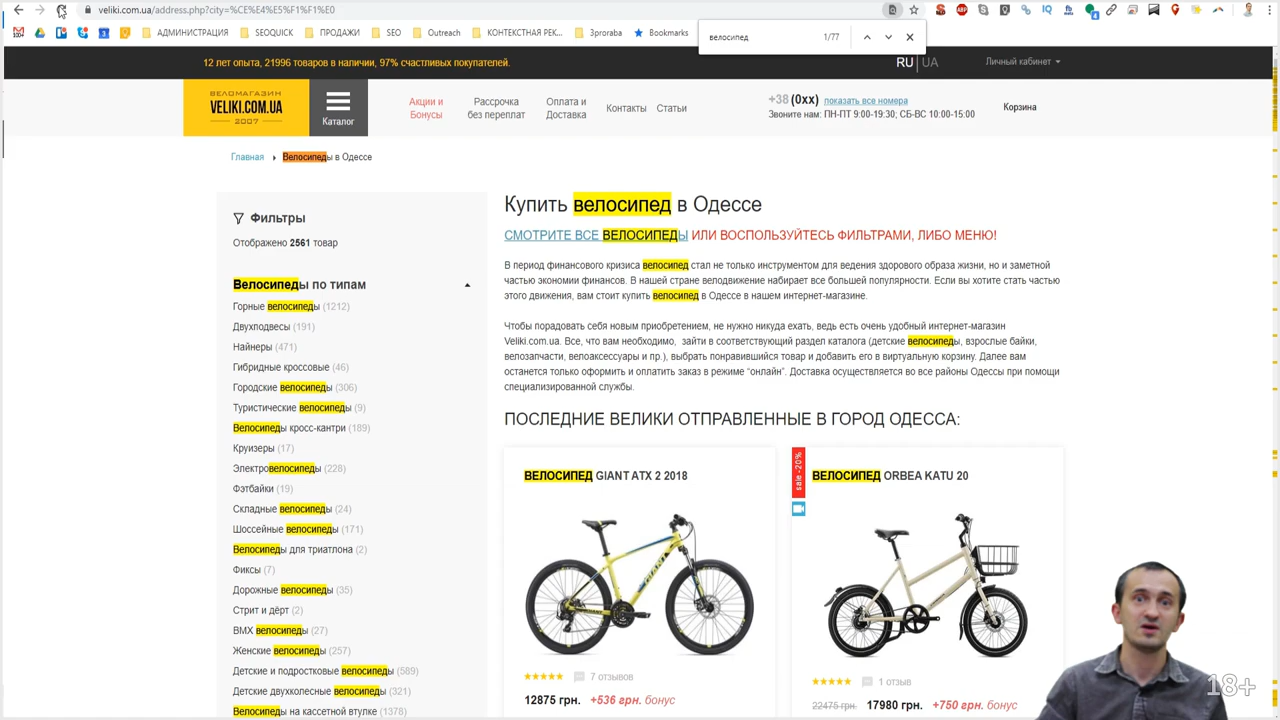 veliki.com.ua/address.php?city=%CE%E4%E5%F1%F1%E0
велосипед 1/77
АДМИНИСТРАЦИЯ SEOQUICK ПРОДАЖИ SEO Outreach КОНТЕКСТНАЯ РЕК... 3proraba Bookmarks
12 лет опыта, 21996 товаров в наличии, 97% счастливых покупателей.
RU UA
Личный кабинет
ВЕЛОМАГАЗИН
VELIKI.COM.UA
2007
Каталог
Акции и
Бонусы
Рассрочка
без переплат
Оплата и
Доставка
Контакты
Статьи
+38 (0xx) показать все номера
Звоните нам: ПН-ПТ 9:00-19:30; СБ-ВС 10:00-15:00
Корзина
Главная Велосипеды в Одессе
Фильтры
Отображено 2561 товар
Велосипеды по типам
Горные велосипеды (1212)
Двухподвесы (191)
Найнеры (471)
Гибридные кроссовые (46)
Городские велосипеды (306)
Туристические велосипеды (9)
Велосипеды кросс-кантри (189)
Круизеры (17)
Электровелосипеды (228)
Фэтбайки (19)
Складные велосипеды (24)
Шоссейные велосипеды (171)
Велосипеды для триатлона (2)
Фиксы (7)
Дорожные велосипеды (35)
Стрит и дёрт (2)
BMX велосипеды (27)
Женские велосипеды (257)
Детские и подростковые велосипеды (589)
Детские двухколесные велосипеды (321)
Велосипеды на кассетной втулке (1378)
Купить велосипед в Одессе
СМОТРИТЕ ВСЕ ВЕЛОСИПЕДЫ ИЛИ ВОСПОЛЬЗУЙТЕСЬ ФИЛЬТРАМИ, ЛИБО МЕНЮ!
В период финансового кризиса велосипед стал не только инструментом для ведения здорового образа жизни, но и заметной
частью экономии финансов. В нашей стране велодвижение набирает все большей популярности. Если вы хотите стать частью
этого движения, вам стоит купить велосипед в Одессе в нашем интернет-магазине.
Чтобы порадовать себя новым приобретением, не нужно никуда ехать, ведь есть очень удобный интернет-магазин
Veliki.com.ua. Все, что вам необходимо, зайти в соответствующий раздел каталога (детские велосипеды, взрослые байки,
велозапчасти, велоаксессуары и пр.), выбрать понравившийся товар и добавить его в виртуальную корзину. Далее вам
останется только оформить и оплатить заказ в режиме "онлайн". Доставка осуществляется во все районы Одессы при помощи
специализированной службы.
ПОСЛЕДНИЕ ВЕЛИКИ ОТПРАВЛЕННЫЕ В ГОРОД ОДЕССА:
ВЕЛОСИПЕД GIANT ATX 2 2018
7 отзывов
12875 грн. +536 грн. бонус
sale -20%
ВЕЛОСИПЕД ORBEA KATU 20
1 отзыв
22475 грн. 17980 грн. +750 грн. бонус
18+